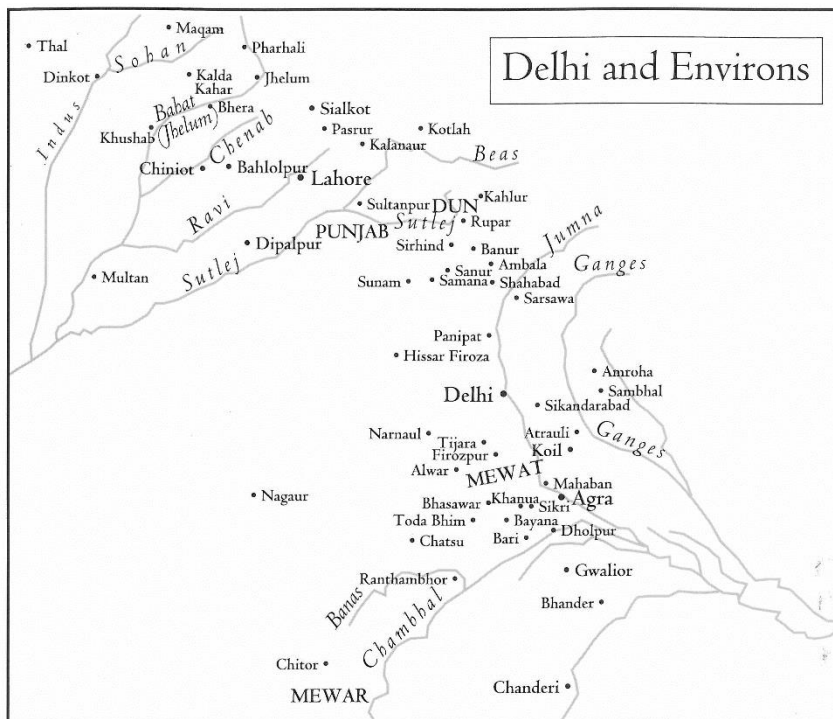 Delhi and Environs
Maqam
Thal
Sohan
Pharhali
Dinkot
Kalda
Kahar
Jhelum
Indus
Bahat
(Jhelum)
Bhera
Sialkot
Khushab
Chenab
Pasrur
Kotlah
Kalanaur
Beas
Chiniot
Bahlolpur
Lahore
Kahlur
Sultanpur
DUN
Ravi
Sutlej
Rupar
PUNJAB
Jumna
Dipalpur
Sirhind
Banur
Ganges
Multan
Sutlej
Sanur
Ambala
Sunam
Samana
Shahabad
Sarsawa
Panipat
Hissar Firoza
Amroha
Delhi
Sambhal
Sikandarabad
Narnaul
Tijara
Atrauli
Ganges
Firozpur
Koil
Alwar
MEWAT
Mahaban
Nagaur
Bhasawar
Khanua
Sikri
Agra
Toda Bhim
Bayana
Chatsu
Bari
Dholpur
Ranthambhor
Gwalior
Banas
Chambhal
Bhander
Chitor
MEWAR
Chanderi